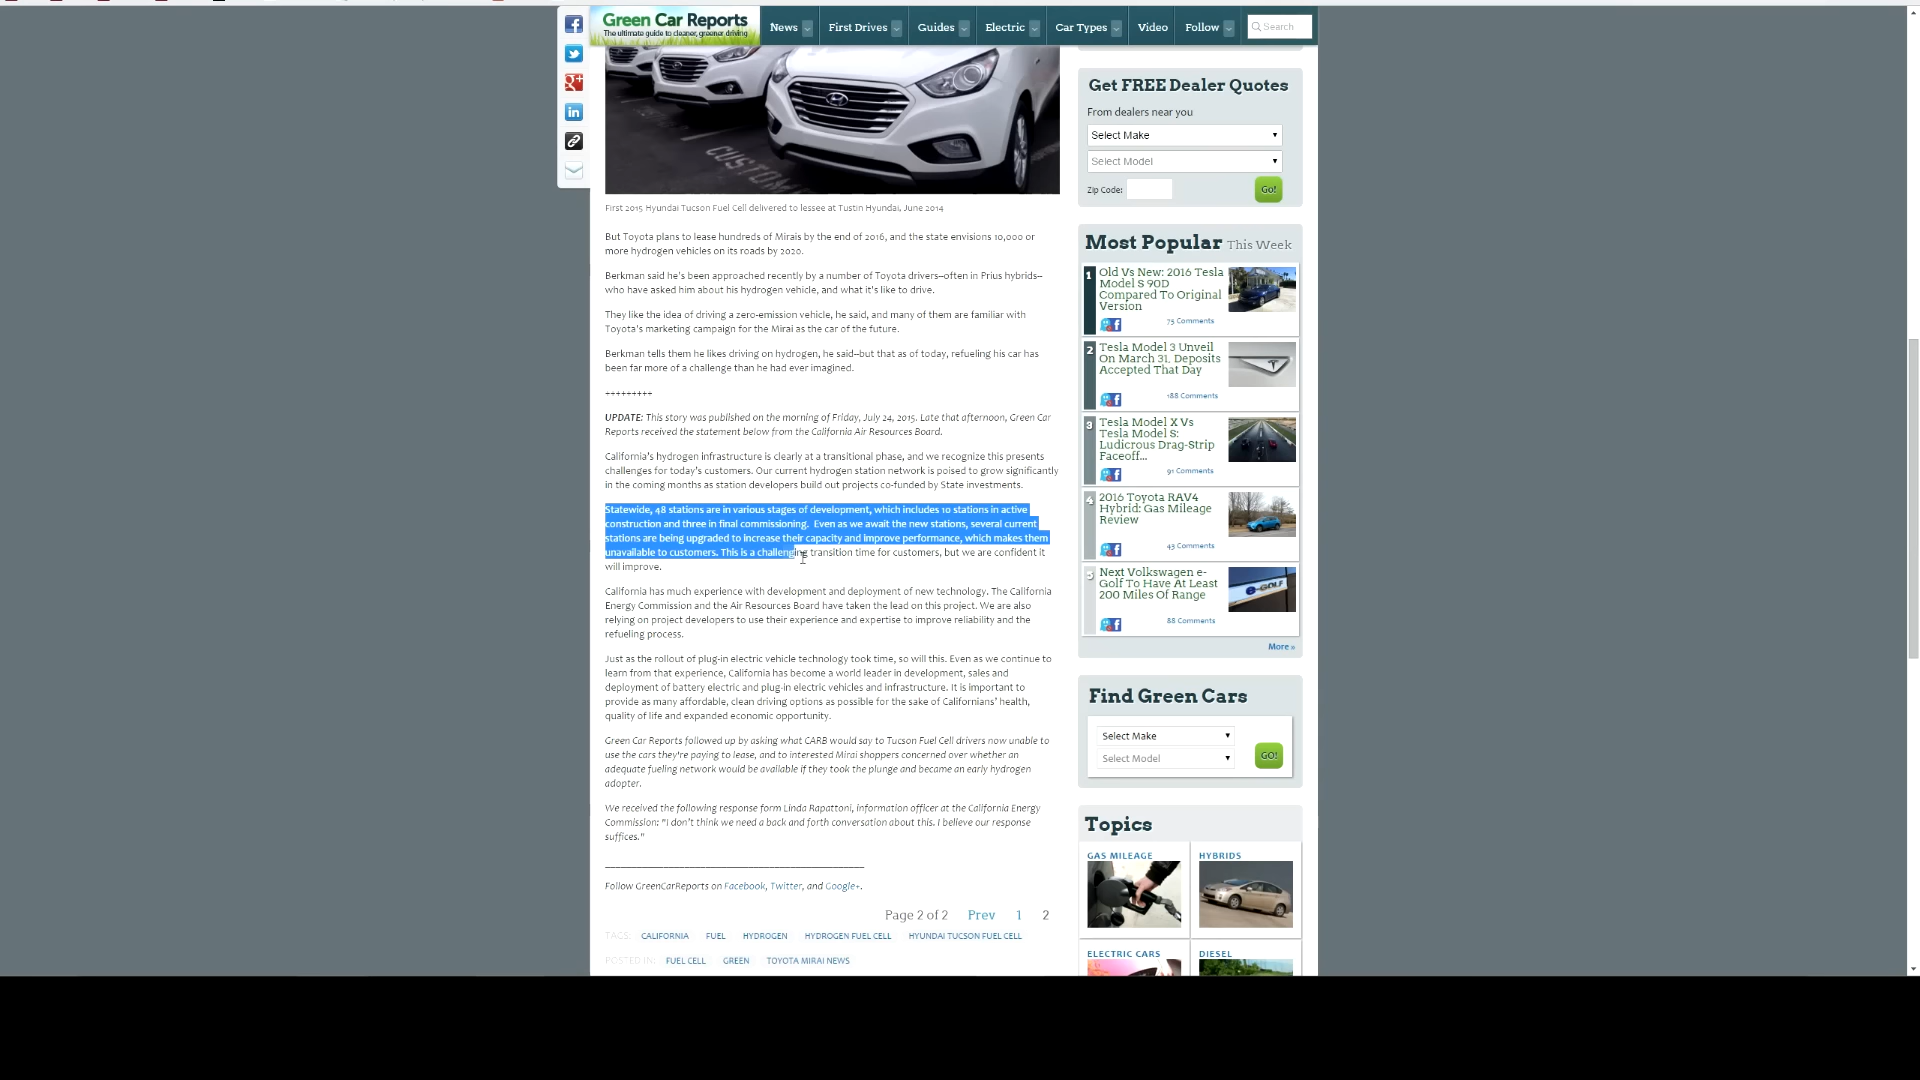 Green Car Reports
The ultimate guide to cleaner, greener driving
News
First Drives
Guides
Electric
Car Types
Video
Follow
Search
CUSTOM
First 2015 Hyundai Tucson Fuel Cell delivered to lessee at Tustin Hyundai, June 2014
But Toyota plans to lease hundreds of Mirais by the end of 2016, and the state envisions 10,000 or
more hydrogen vehicles on its roads by 2020.
Berkman said he's been approached recently by a number of Toyota drivers--often in Prius hybrids--
who have asked him about his hydrogen vehicle, and what it's like to drive.
They like the idea of driving a zero-emission vehicle, he said, and many of them are familiar with
Toyota's marketing campaign for the Mirai as the car of the future.
Berkman tells them he likes driving on hydrogen, he said--but that as of today, refueling his car has
been far more of a challenge than he had ever imagined.
+++++++++
UPDATE: This story was published on the morning of Friday, July 24, 2015. Late that afternoon, Green Car
Reports received the statement below from the California Air Resources Board.
California's hydrogen infrastructure is clearly at a transitional phase, and we recognize this presents
challenges for today's customers. Our current hydrogen station network is poised to grow significantly
in the coming months as station developers build out projects co-funded by State investments.
Statewide, 48 stations are in various stages of development, which includes 10 stations in active
construction and three in final commissioning. Even as we await the new stations, several current
stations are being upgraded to increase their capacity and improve performance, which makes them
unavailable to customers. This is a challenging transition time for customers, but we are confident it
will improve.
California has much experience with development and deployment of new technology. The California
Energy Commission and the Air Resources Board have taken the lead on this project. We are also
relying on project developers to use their experience and expertise to improve reliability and the
refueling process.
Just as the rollout of plug-in electric vehicle technology took time, so will this. Even as we continue to
learn from that experience, California has become a world leader in development, sales and
deployment of battery electric and plug-in electric vehicles and infrastructure. It is important to
provide as many affordable, clean driving options as possible for the sake of Californians' health,
quality of life and expanded economic opportunity.
Green Car Reports followed up by asking what CARB would say to Tucson Fuel Cell drivers now unable to
use the cars they're paying to lease, and to interested Mirai shoppers concerned over whether an
adequate fueling network would be available if they took the plunge and became an early hydrogen
adopter.
We received the following response form Linda Rapattoni, information officer at the California Energy
Commission: "I don't think we need a back and forth conversation about this. I believe our response
suffices."
Follow GreenCarReports on Facebook, Twitter, and Google+.
Page 2 of 2 Prev 1 2
TAGS: CALIFORNIA FUEL HYDROGEN HYDROGEN FUEL CELL HYUNDAI TUCSON FUEL CELL
POSTED IN: FUEL CELL GREEN TOYOTA MIRAI NEWS
Get FREE Dealer Quotes
From dealers near you
Select Make
Select Model
Zip Code:
Go!
Most Popular This Week
1
Old Vs New: 2016 Tesla
Model S 90D
Compared To Original
Version
75 Comments
2
Tesla Model 3 Unveil
On March 31, Deposits
Accepted That Day
188 Comments
3
Tesla Model X Vs
Tesla Model S:
Ludicrous Drag-Strip
Faceoff...
91 Comments
4
2016 Toyota RAV4
Hybrid: Gas Mileage
Review
43 Comments
5
Next Volkswagen e-
Golf To Have At Least
200 Miles Of Range
e-GOLF
88 Comments
More »
Find Green Cars
Select Make
Select Model
GO!
Topics
GAS MILEAGE
HYBRIDS
ELECTRIC CARS
DIESEL